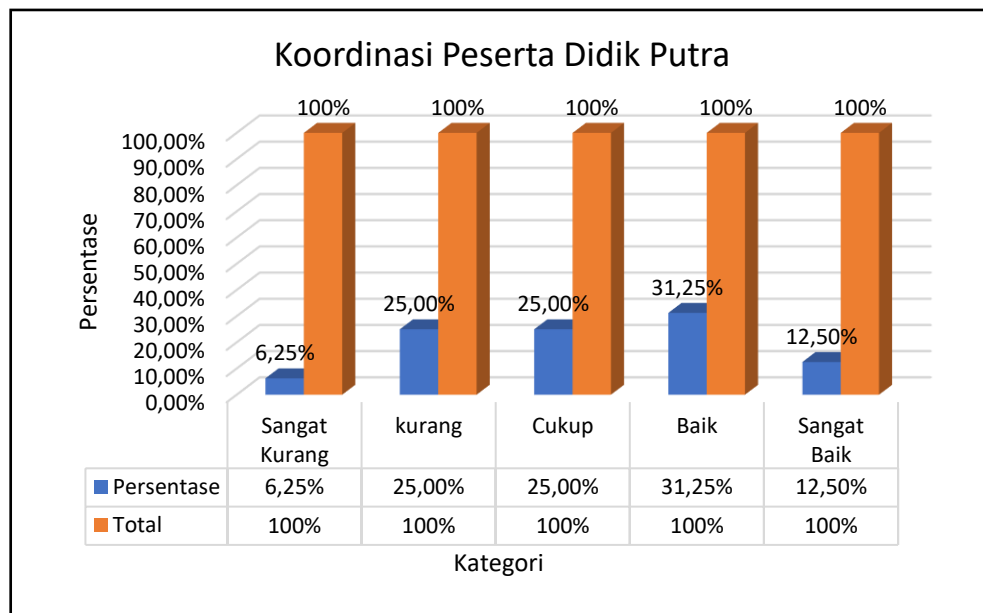 Koordinasi Peserta Didik Putra
100% 100% 100% 100% 100%
100,00%
90,00%
80,00%
70,00%
60,00%
50,00%
40,00%
30,00%
20,00%
10,00%
0,00%
Persentase
6,25% 25,00% 25,00% 31,25% 12,50%
Sangat Kurang
kurang
Cukup
Baik
Sangat Baik
Persentase 6,25% 25,00% 25,00% 31,25% 12,50%
Total 100% 100% 100% 100% 100%
Kategori